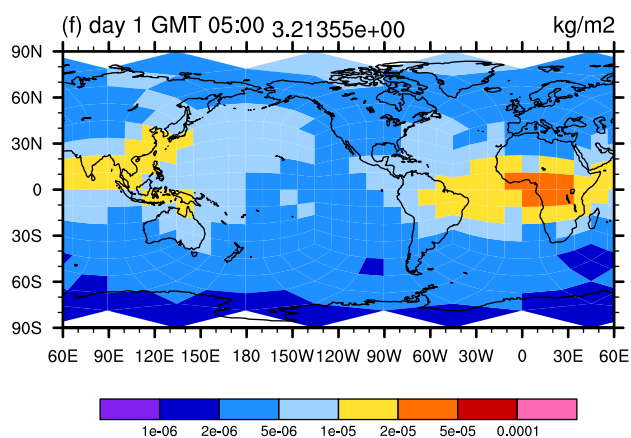 (f) day 1 GMT 05:00 3.21355e+00 kg/m2
90N
60N
30N
0
30S
60S
90S
60E 90E 120E 150E 180 150W 120W 90W 60W 30W 0 30E 60E
1e-06 2e-06 5e-06 1e-05 2e-05 5e-05 0.0001